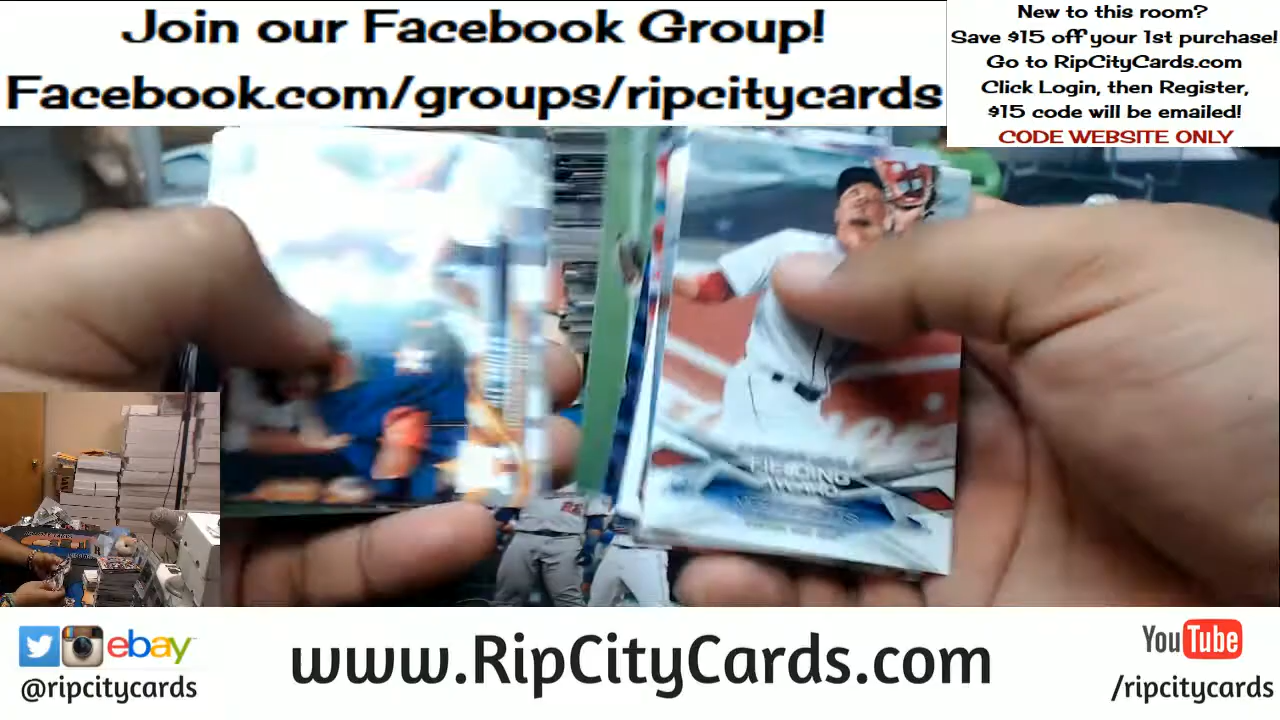 Join our Facebook Group!
Facebook.com/groups/ripcitycards
New to this room?
Save $15 off your 1st purchase!
Go to RipCityCards.com
Click Login, then Register,
$15 code will be emailed!
CODE WEBSITE ONLY
FIELDING
AWARD
ebay
@ripcitycards
www.RipCityCards.com
YouTube
/ripcitycards